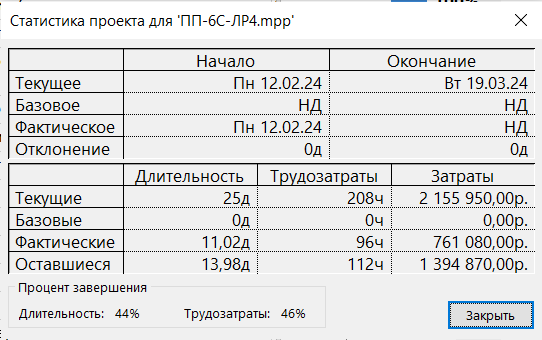 Статистика проекта для 'ПП-6С-ЛР4.mpp'
Начало Окончание
Текущее Пн 12.02.24 Вт 19.03.24
Базовое НД НД
Фактическое Пн 12.02.24 НД
Отклонение 0д 0д
Длительность Трудозатраты Затраты
Текущие 25д 208ч 2 155 950,00р.
Базовые 0д 0ч 0,00р.
Фактические 11,02д 96ч 761 080,00р.
Оставшиеся 13,98д 112ч 1 394 870,00р.
Процент завершения
Длительность: 44% Трудозатраты: 46%
Закрыть